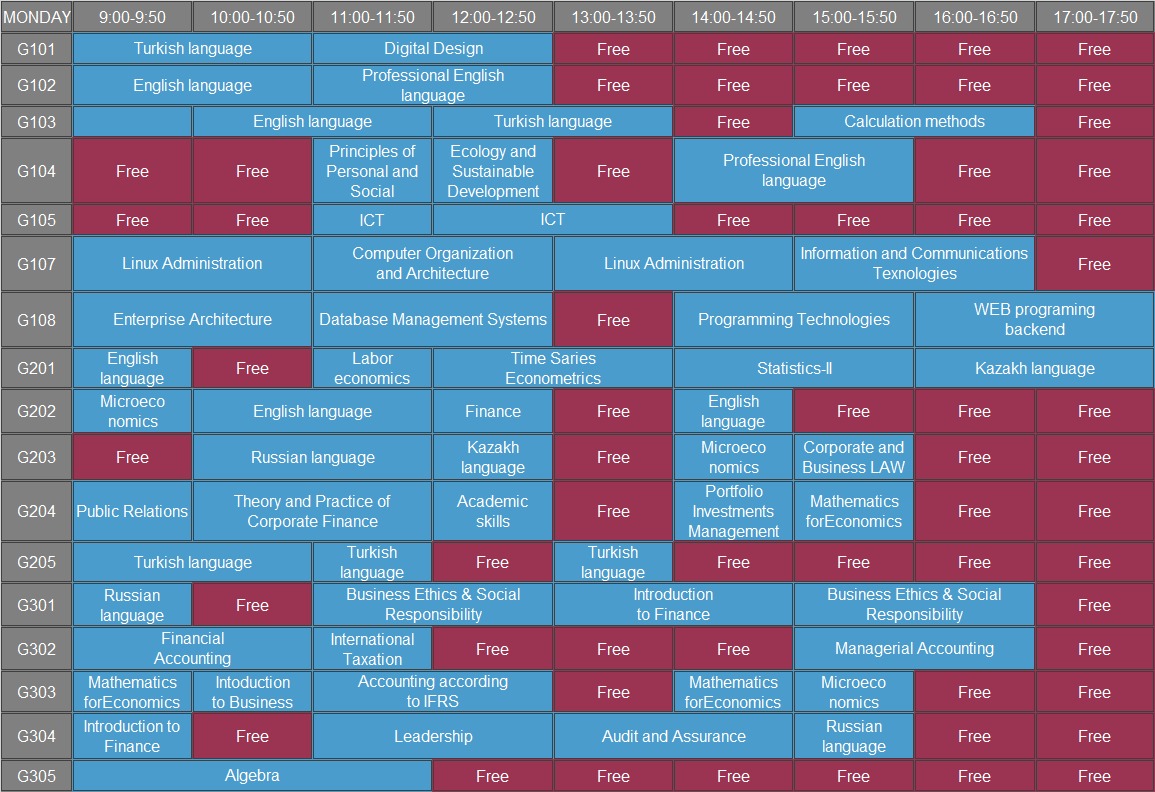 MONDAY 9:00-9:50 10:00-10:50 11:00-11:50 12:00-12:50 13:00-13:50 14:00-14:50 15:00-15:50 16:00-16:50 17:00-17:50
G101 Turkish language Digital Design Free Free Free Free Free
G102 English language Professional English
language Free Free Free Free Free
G103 English language Turkish language Free Calculation methods Free
G104 Free Free Principles of
Personal and
Social Ecology and
Sustainable
Development Free Professional English
language Free Free
G105 Free Free ICT ICT Free Free Free Free
G107 Linux Administration Computer Organization
and Architecture Linux Administration Information and Communications
Texnologies Free
G108 Enterprise Architecture Database Management Systems Free Programming Technologies WEB programing
backend
G201 English
language Free Labor
economics Time Saries
Econometrics Statistics-II Kazakh language
G202 Microeco
nomics English language Finance Free English
language Free Free Free
G203 Free Russian language Kazakh
language Free Microeco
nomics Corporate and
Business LAW Free Free
G204 Public Relations Theory and Practice of
Corporate Finance Academic
skills Free Portfolio
Investments
Management Mathematics
forEconomics Free Free
G205 Turkish language Turkish
language Free Turkish
language Free Free Free Free
G301 Russian
language Free Business Ethics & Social
Responsibility Introduction
to Finance Business Ethics & Social
Responsibility Free
G302 Financial
Accounting International
Taxation Free Free Free Managerial Accounting Free
G303 Mathematics
forEconomics Intoduction
to Business Accounting according
to IFRS Free Mathematics
forEconomics Microeco
nomics Free Free
G304 Introduction to
Finance Free Leadership Audit and Assurance Russian
language Free Free
G305 Algebra Free Free Free Free Free Free